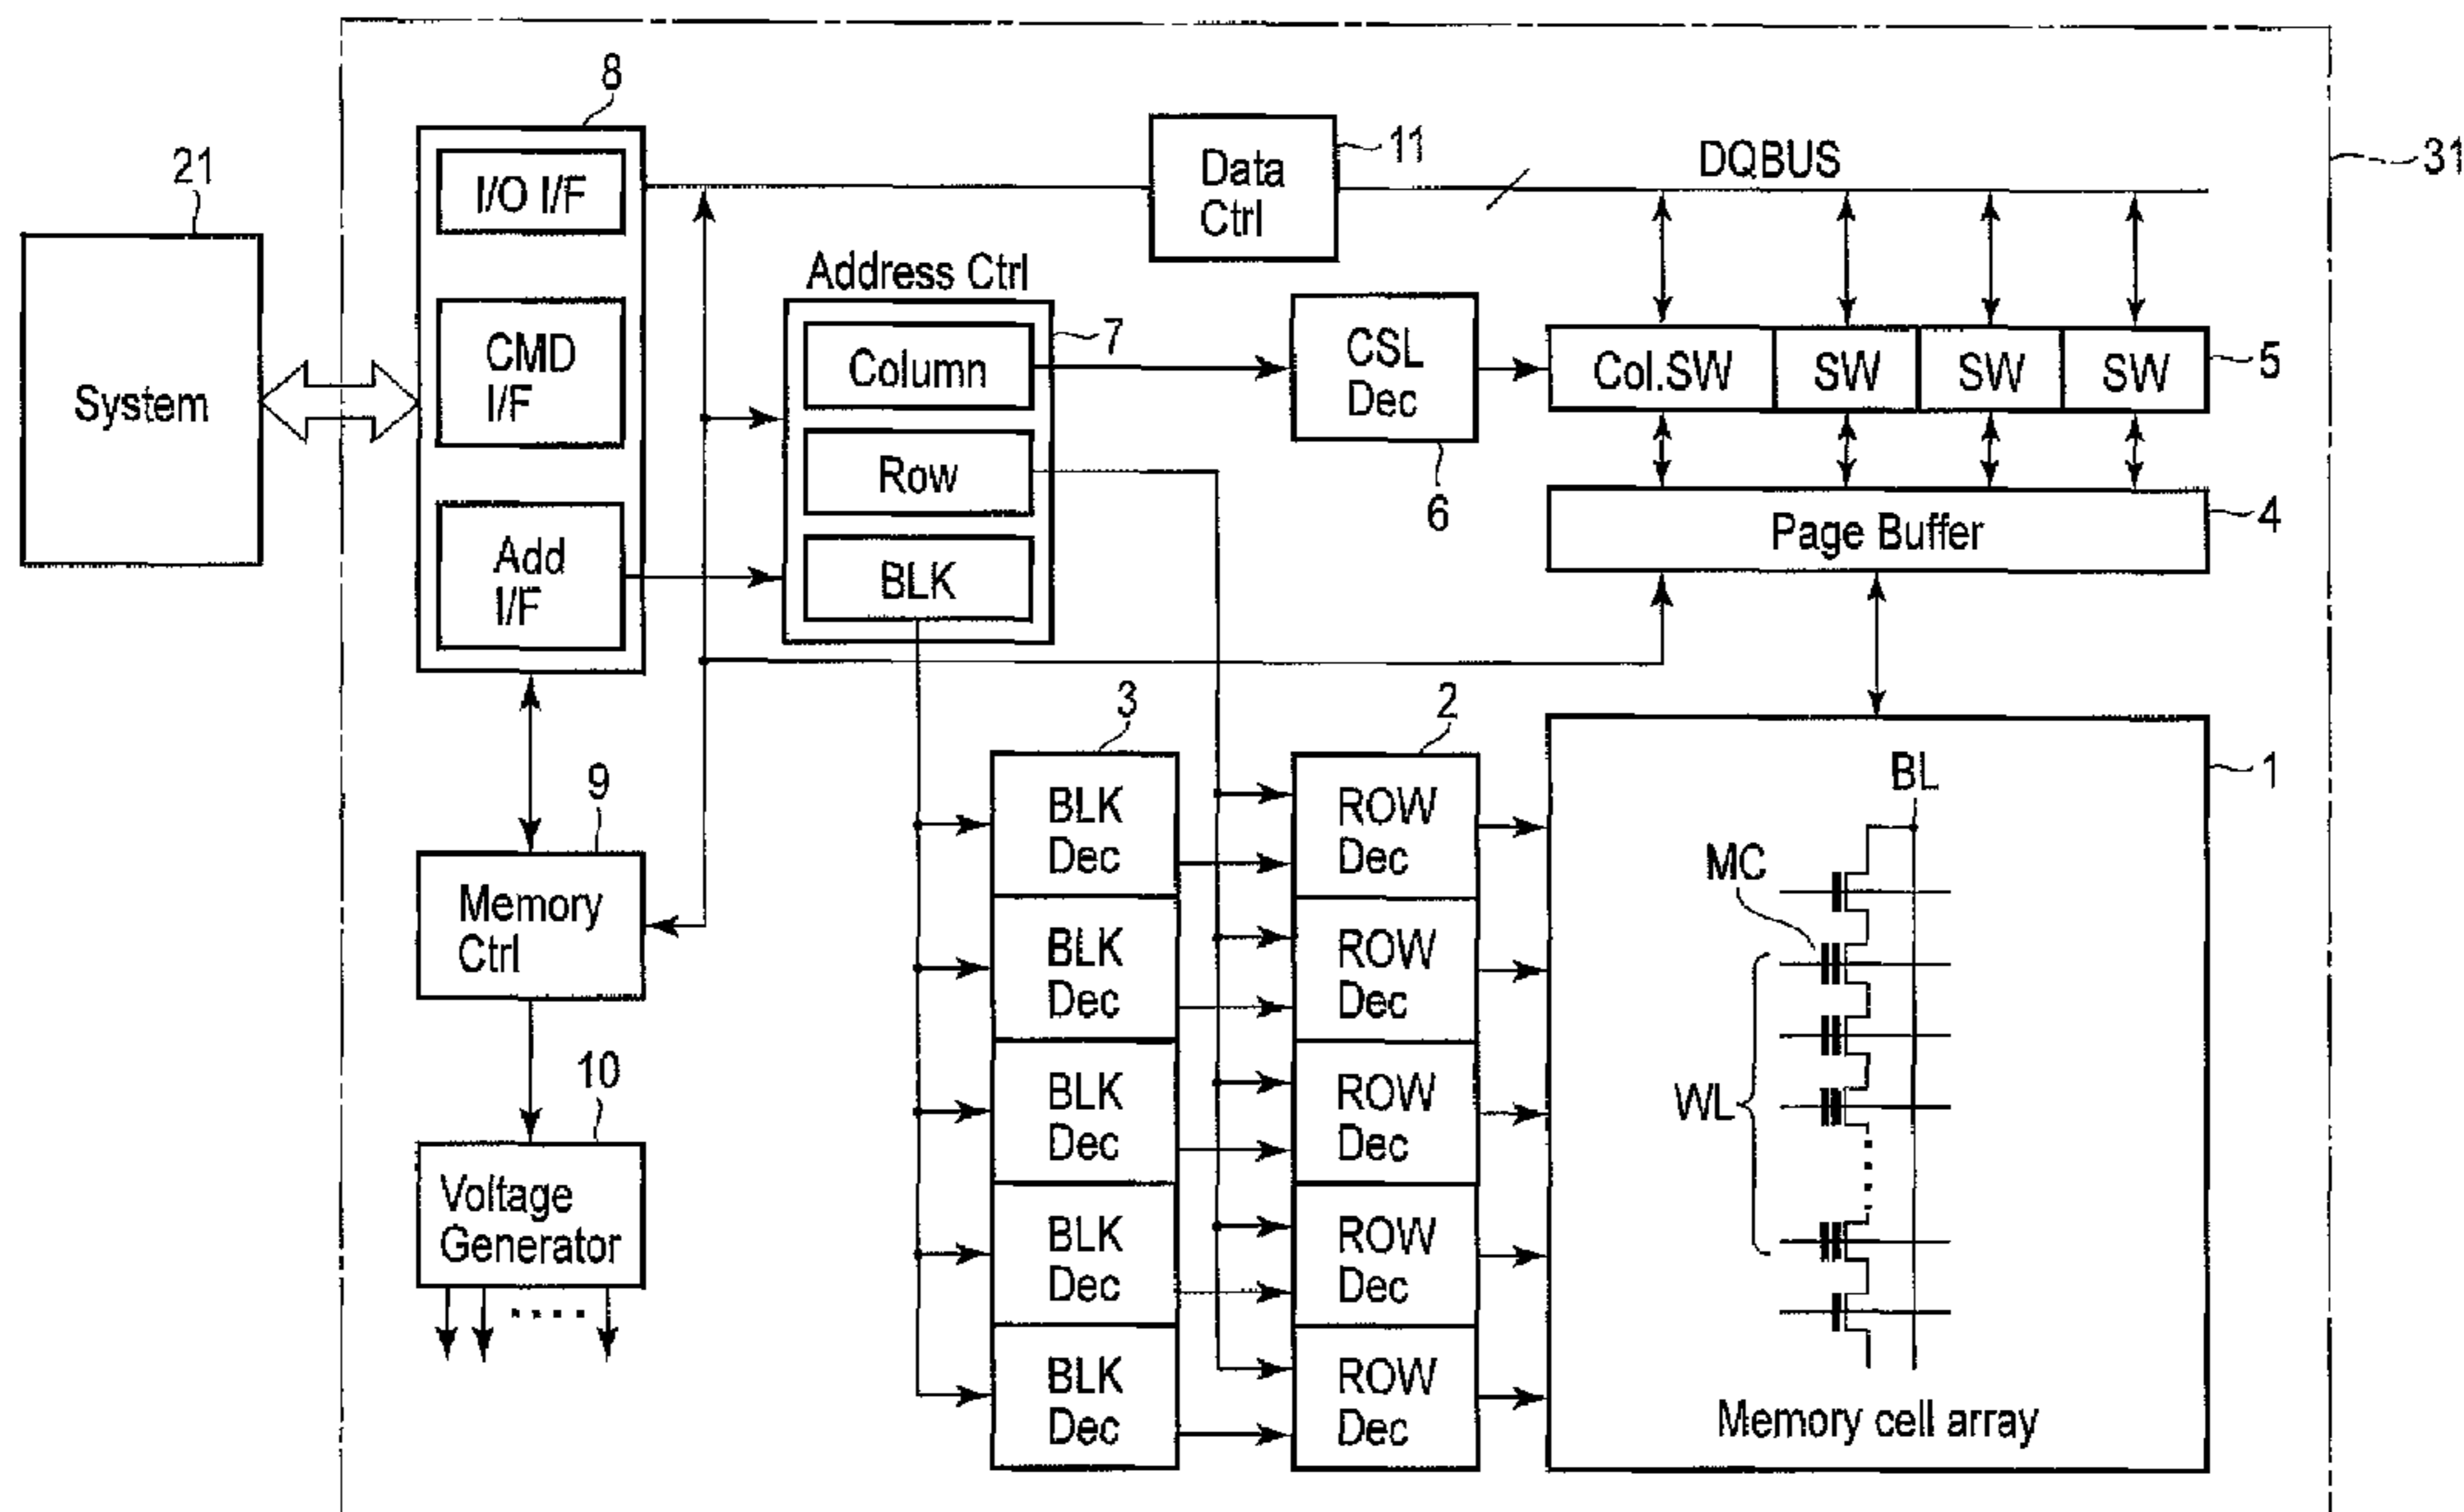 8
21
System
I/O I/F
CMD
I/F
Add
I/F
11
Data
Ctrl
DQBUS
31
Address Ctrl
7
Column
Row
BLK
CSL
Dec
6
Col.SW
SW
SW
SW
5
Page Buffer
4
9
Memory
Ctrl
10
Voltage
Generator
3
BLK
Dec
BLK
Dec
BLK
Dec
BLK
Dec
BLK
Dec
2
ROW
Dec
ROW
Dec
ROW
Dec
ROW
Dec
ROW
Dec
1
BL
MC
WL
Memory cell array